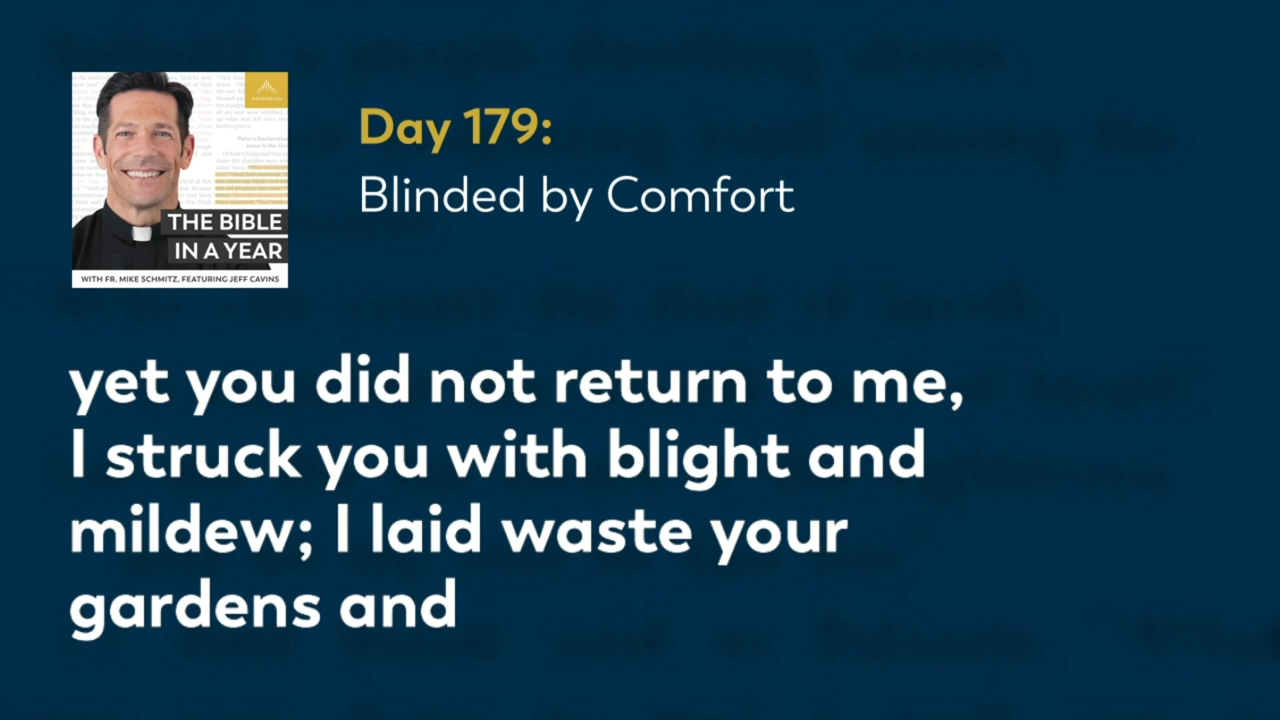 Day 179:
Blinded by Comfort
ASCENSION
THE BIBLE
IN A YEAR
WITH FR. MIKE SCHMITZ, FEATURING JEFF CAVINS
yet you did not return to me,
I struck you with blight and
mildew; I laid waste your
gardens and